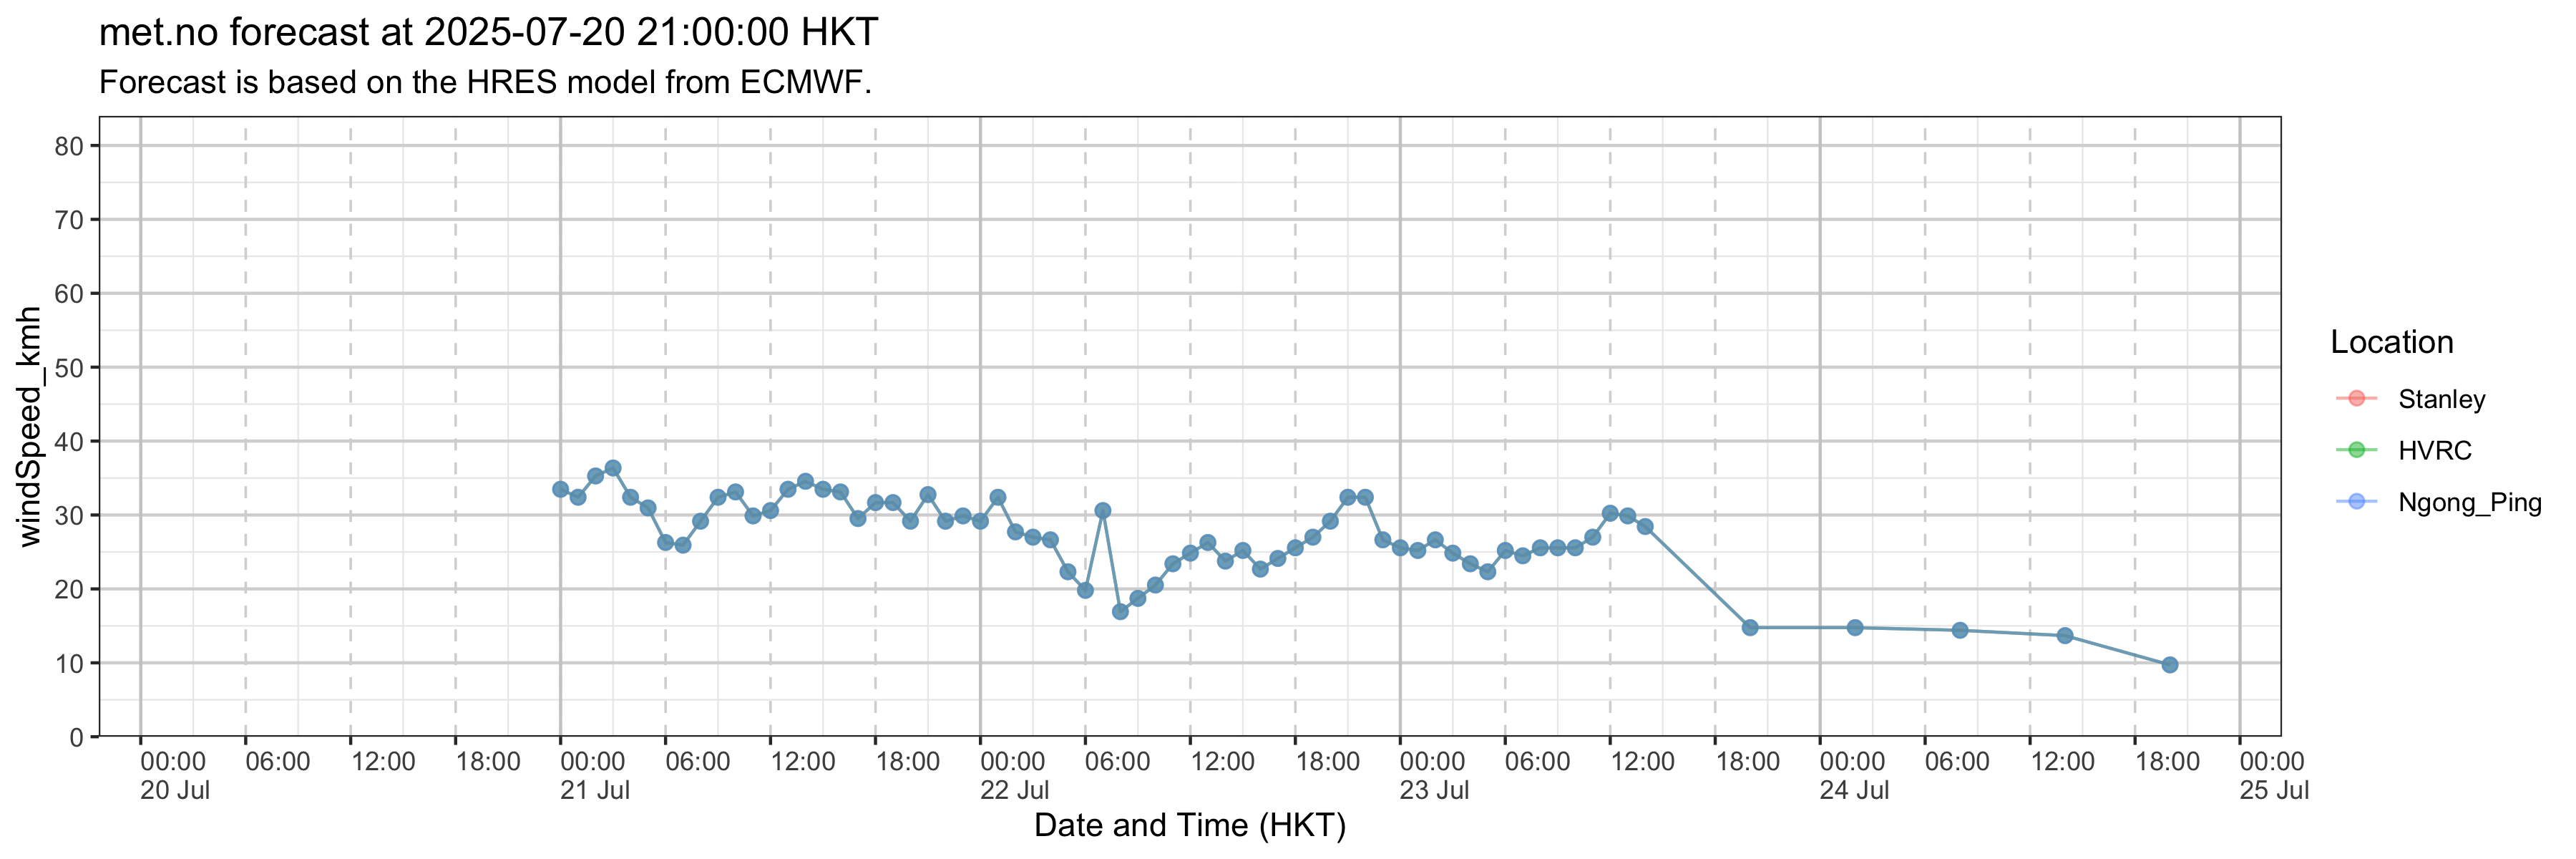 met.no forecast at 2025-07-20 21:00:00 HKT
Forecast is based on the HRES model from ECMWF.
windSpeed_kmh
80
70
60
50
40
30
20
10
0
00:00 06:00 12:00 18:00 00:00 06:00 12:00 18:00 00:00 06:00 12:00 18:00 00:00 06:00 12:00 18:00 00:00 06:00 12:00 18:00 00:00
20 Jul 21 Jul 22 Jul 23 Jul 24 Jul 25 Jul
Date and Time (HKT)
Location
Stanley
HVRC
Ngong_Ping